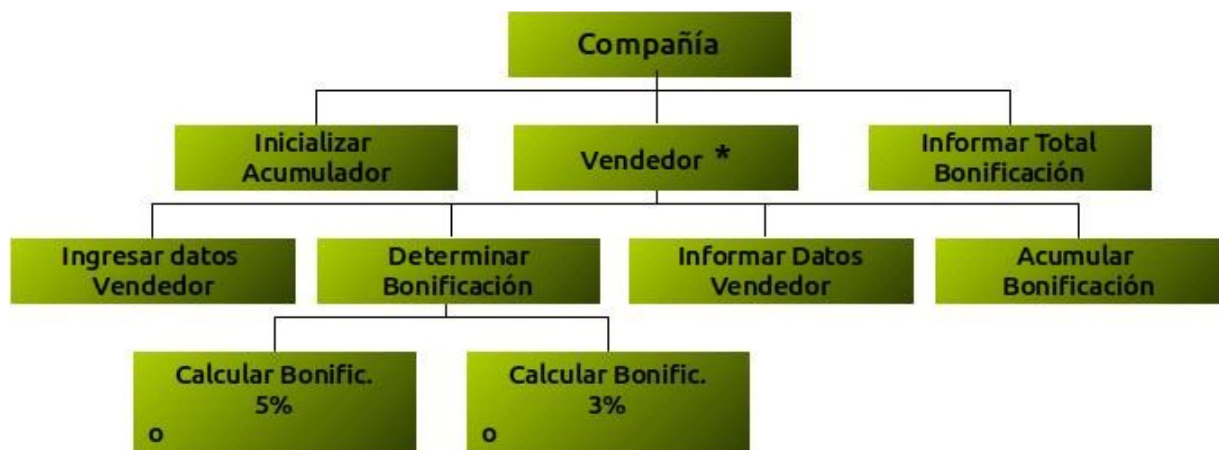 Compañía
Inicializar
Acumulador
Vendedor *
Informar Total
Bonificación
Ingresar datos
Vendedor
Determinar
Bonificación
Informar Datos
Vendedor
Acumular
Bonificación
Calcular Bonific.
5%
o
Calcular Bonific.
3%
o